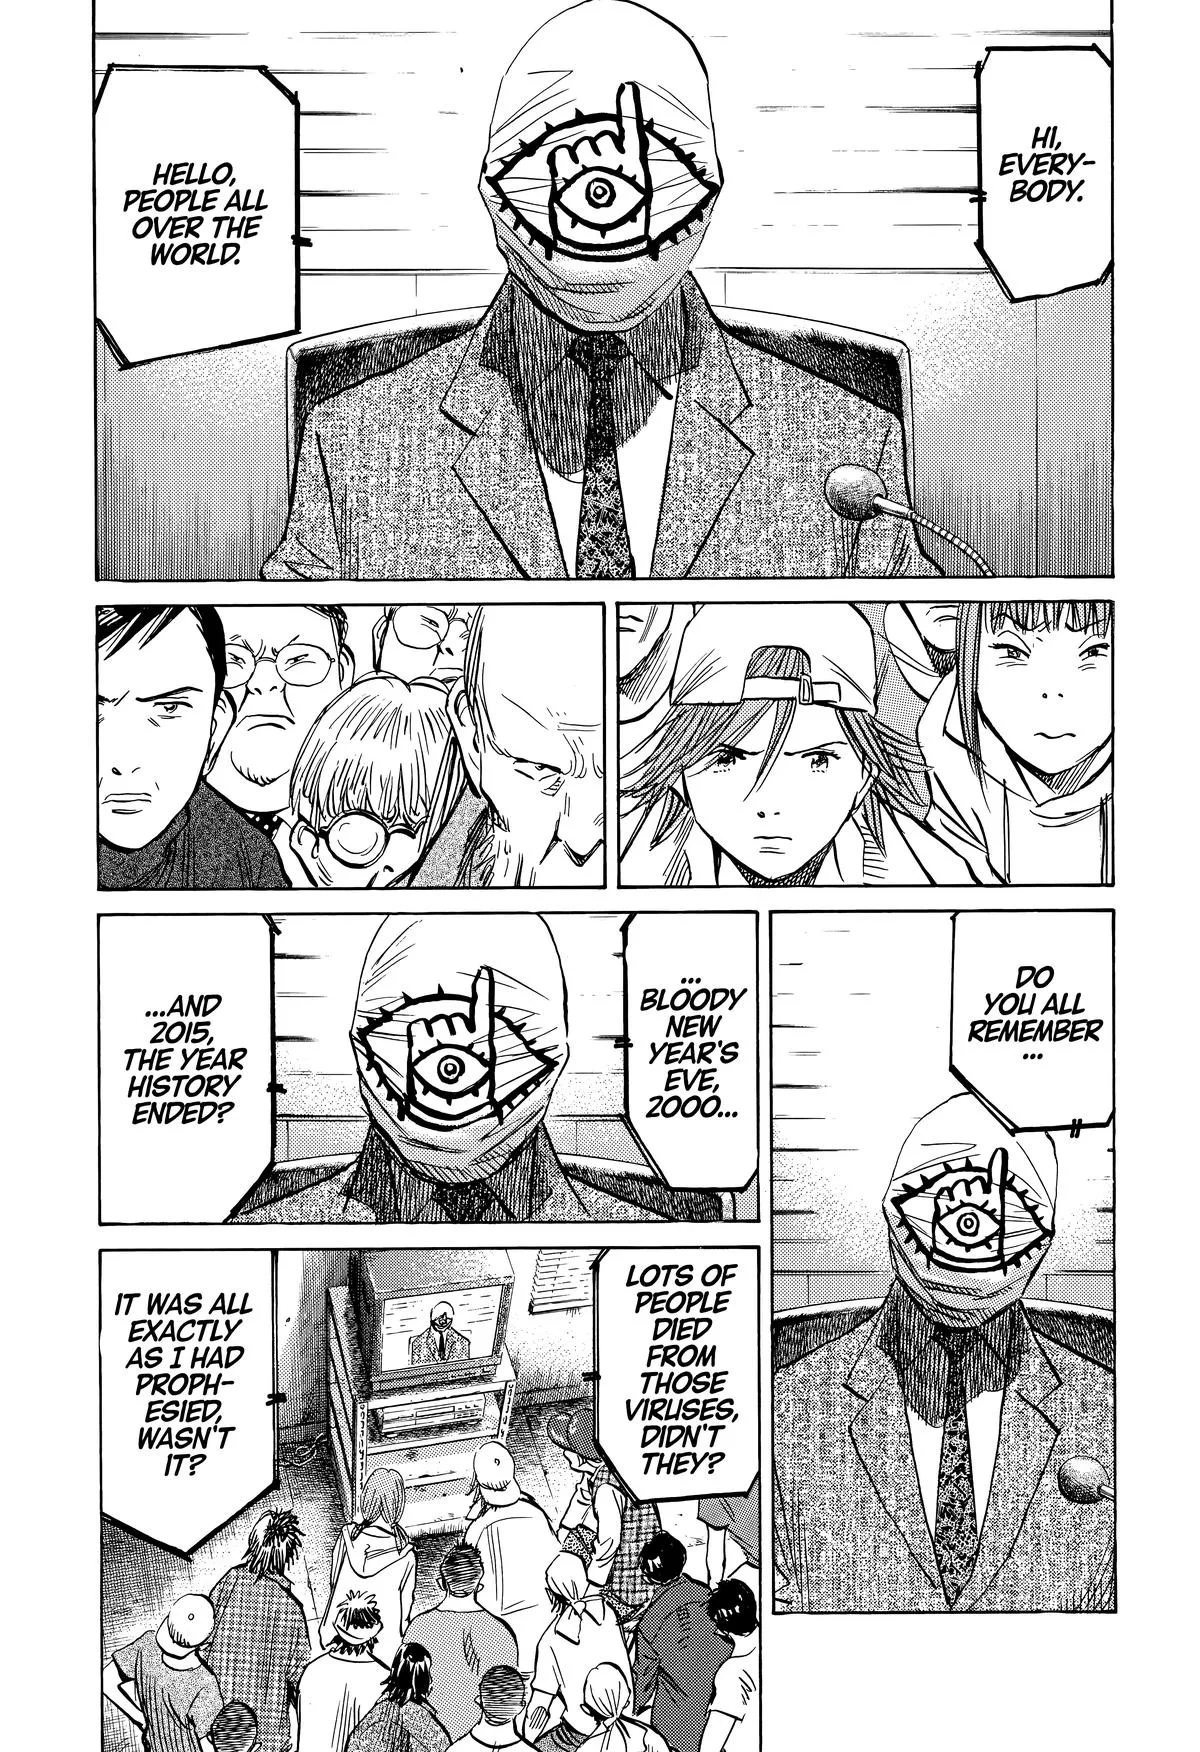 HI,
EVERY-
BODY.
HELLO,
PEOPLE ALL
OVER THE
WORLD.
DO
YOU ALL
REMEMBER
...
...
BLOODY
NEW
YEAR'S
EVE,
2000...
...AND
2015,
THE YEAR
HISTORY
ENDED?
LOTS OF
PEOPLE
DIED
FROM
THOSE
VIRUSES,
DIDN'T
THEY?
IT WAS ALL
EXACTLY
AS I HAD
PROPH-
ESIED,
WASN'T
IT?